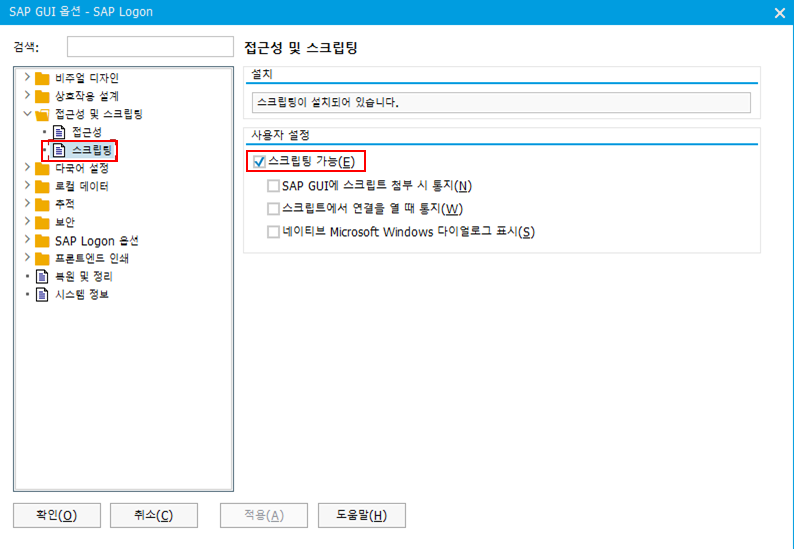 SAP GUI 옵션 - SAP Logon
검색:
접근성 및 스크립팅
비주얼 디자인
상호작용 설계
접근성 및 스크립팅
접근성
스크립팅
다국어 설정
로컬 데이터
추적
보안
SAP Logon 옵션
프론트엔드 인쇄
복원 및 정리
시스템 정보
설치
스크립팅이 설치되어 있습니다.
사용자 설정
스크립팅 가능(E)
SAP GUI에 스크립트 첨부 시 통지(N)
스크립트에서 연결을 열 때 통지(W)
네이티브 Microsoft Windows 다이얼로그 표시(S)
확인(O)
취소(C)
적용(A)
도움말(H)